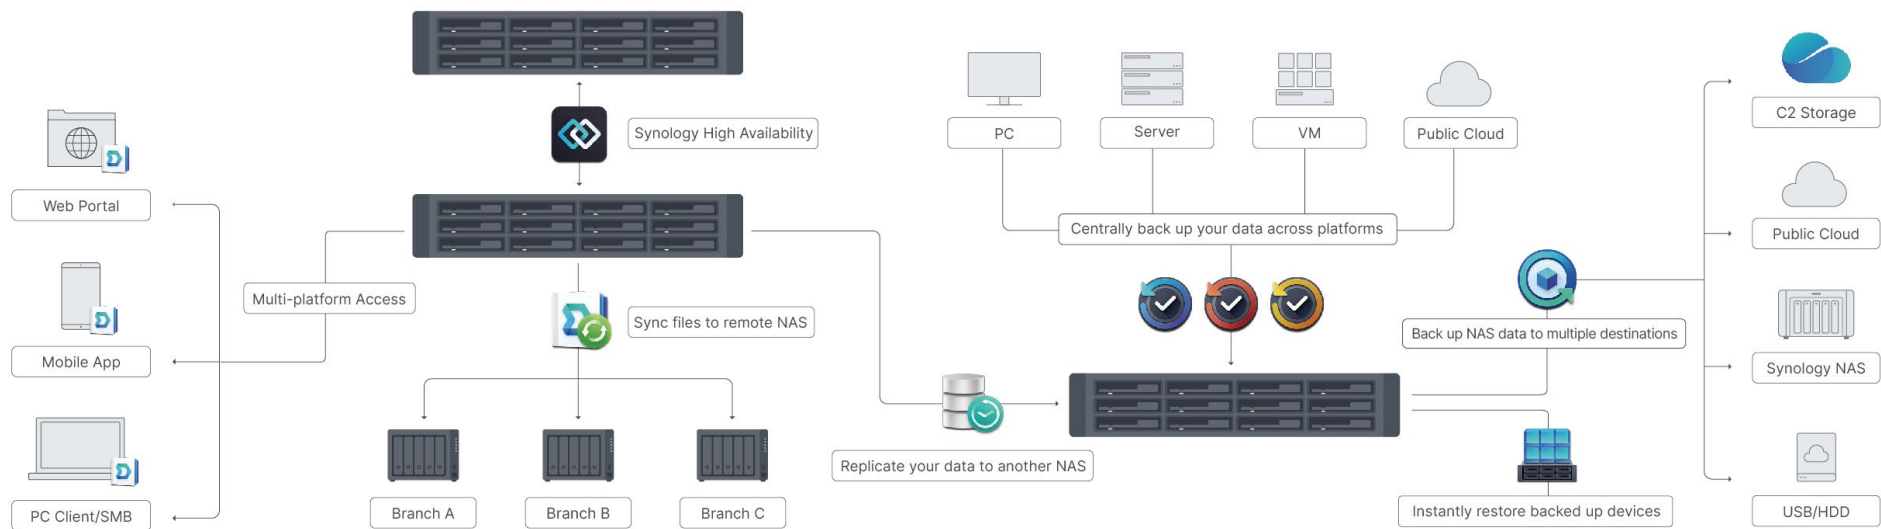 Synology High Availability
Web Portal
Mobile App
PC Client/SMB
Multi-platform Access
Sync files to remote NAS
Branch A
Branch B
Branch C
Replicate your data to another NAS
PC
Server
VM
Public Cloud
Centrally back up your data across platforms
Back up NAS data to multiple destinations
Instantly restore backed up devices
C2 Storage
Public Cloud
Synology NAS
USB/HDD